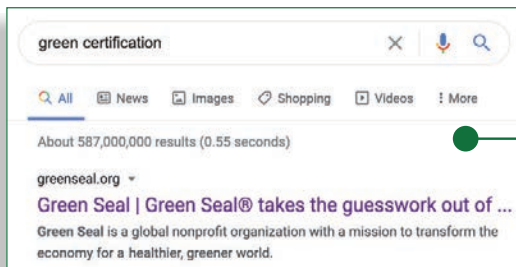 green certification
All News Images Shopping Videos More
About 587,000,000 results (0.55 seconds)
greenseal.org
Green Seal | Green Seal® takes the guesswork out of ...
Green Seal is a global nonprofit organization with a mission to transform the
economy for a healthier, greener world.